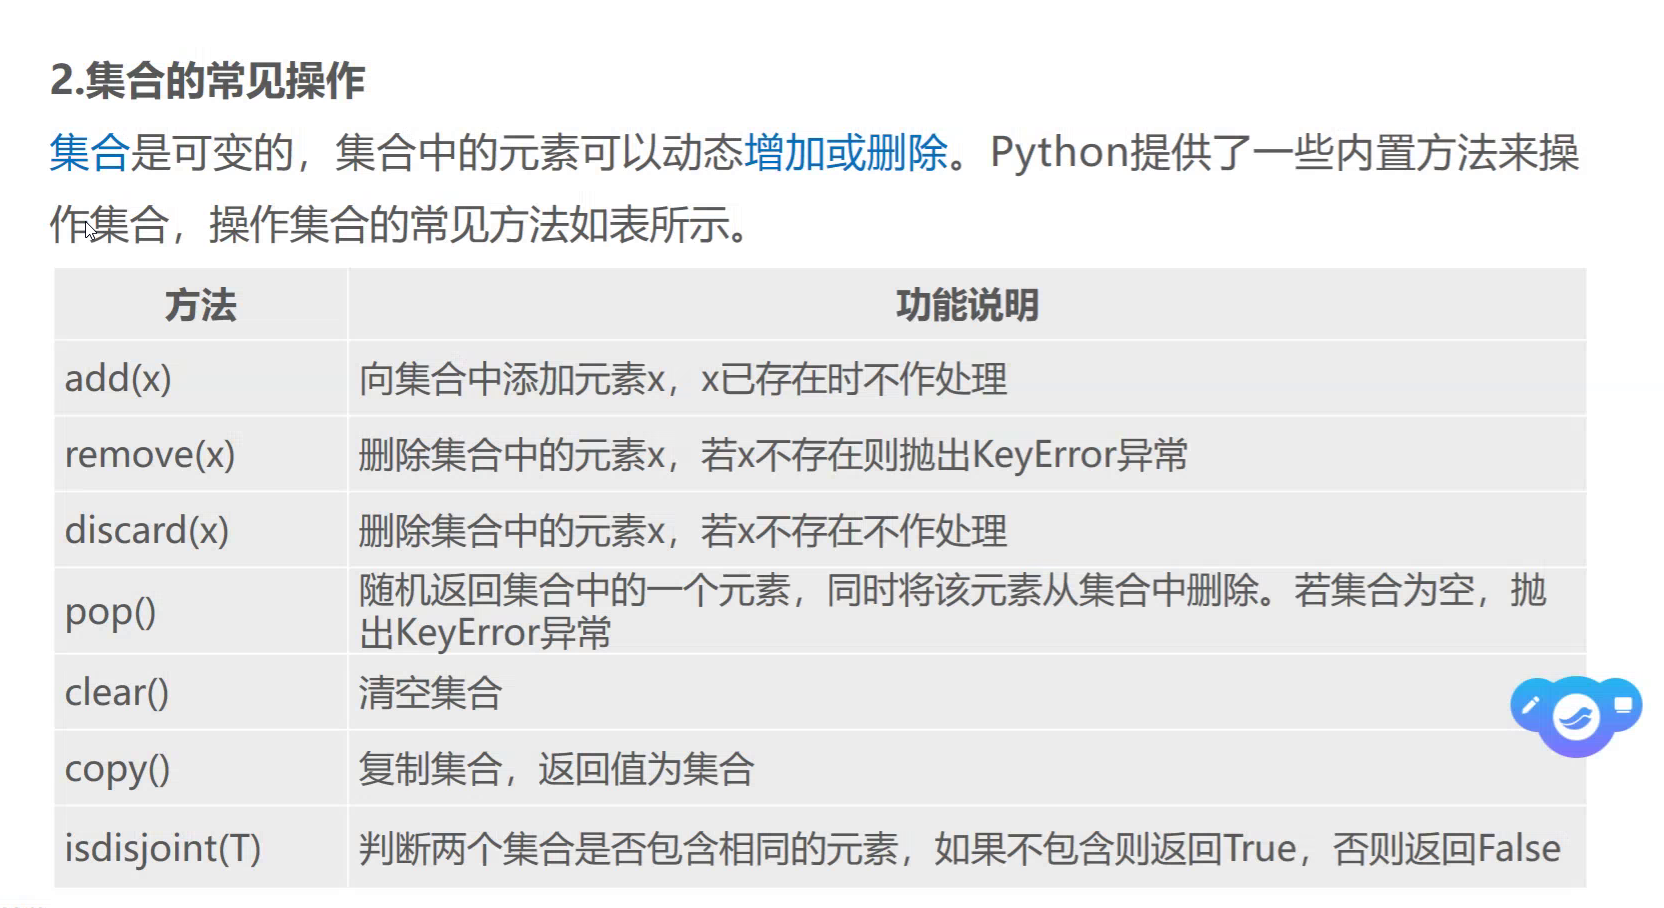 2.集合的常见操作
集合是可变的，集合中的元素可以动态增加或删除。Python提供了一些内置方法来操
作集合，操作集合的常见方法如表所示。
方法 功能说明
add(x) 向集合中添加元素x，x已存在时不作处理
remove(x) 删除集合中的元素x，若x不存在则抛出KeyError异常
discard(x) 删除集合中的元素x，若x不存在不作处理
pop() 随机返回集合中的一个元素，同时将该元素从集合中删除。若集合为空，抛
出KeyError异常
clear() 清空集合
copy() 复制集合，返回值为集合
isdisjoint(T) 判断两个集合是否包含相同的元素，如果不包含则返回True，否则返回False